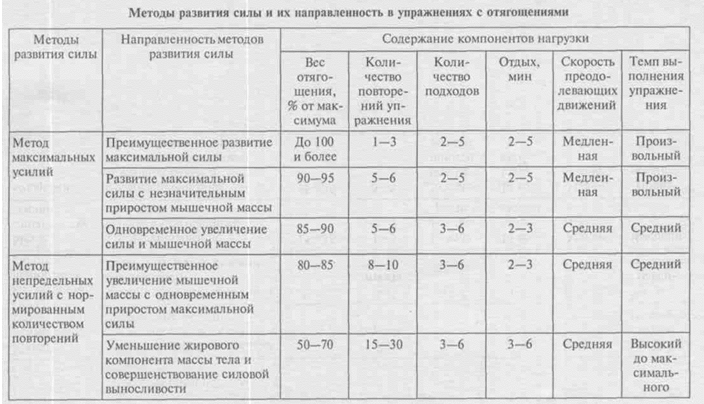 Методы развития силы и их направленность в упражнениях с отягощениями
Методы
развития силы
Направленность методов
развития силы
Содержание компонентов нагрузки
Вес
отяго-
щения,
% от мак-
симума
Коли-
чество
повторе-
ний уп-
ражнения
Коли-
чество
подходов
Отдых,
мин
Скорость
преодо-
левающих
движений
Темп вы-
полнения
упражне-
ния
Метод
максимальных
усилий
Преимущественное развитие
максимальной силы
До 100
и более
1—3
2—5
2—5
Медлен-
ная
Произ-
вольный
Развитие максимальной
силы с незначительным
приростом мышечной массы
90—95
5—6
2—5
2—5
Медлен-
ная
Произ-
вольный
Одновременное увеличение
силы и мышечной массы
85—90
5—6
3—6
2—3
Средняя
Средний
Метод
непредельных
усилий с нор-
мированным
количеством
повторений
Преимущественное
увеличение мышечной
массы с одновременным
приростом максимальной
силы
80—85
8—10
3—6
2—3
Средняя
Средний
Уменьшение жирового
компонента массы тела и
совершенствование силовой
выносливости
50—70
15—30
3—6
3—6
Средняя
Высокий
до мак-
сималь-
ного